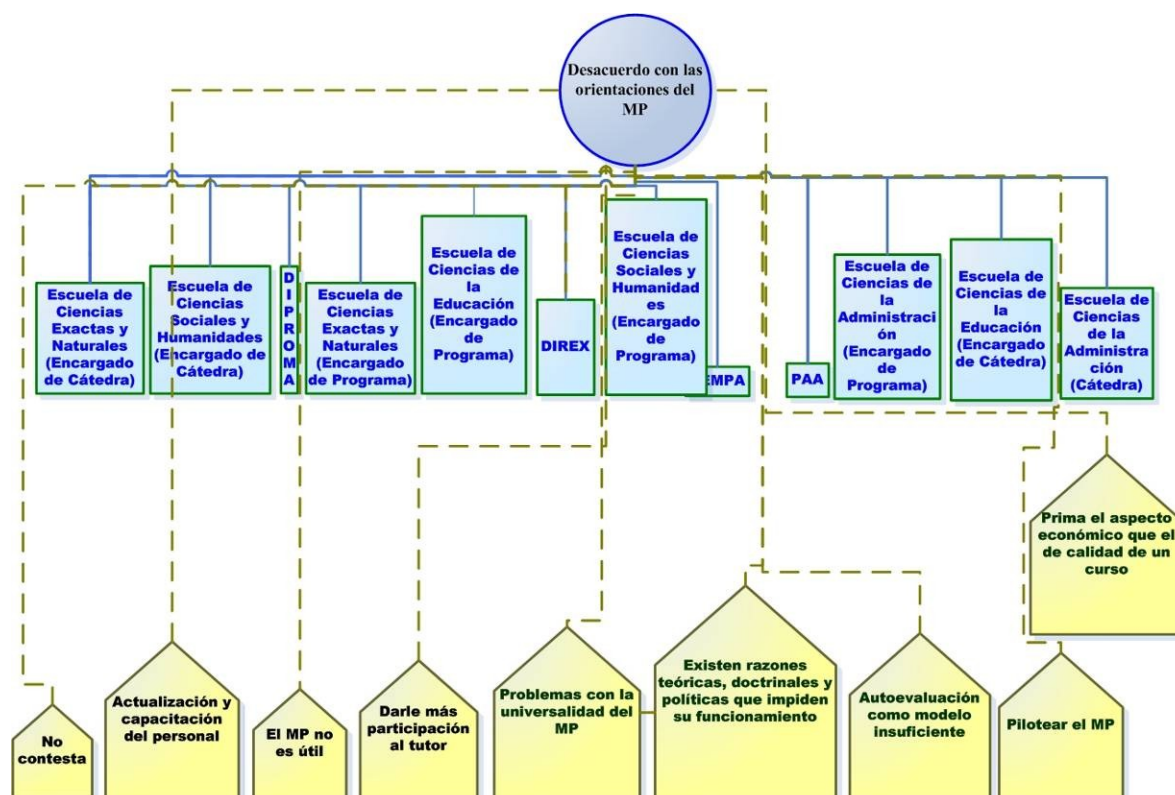 Desacuerdo con las
orientaciones del
MP
Escuela de
Ciencias
Exactas y
Naturales
(Encargado
de Cátedra)
Escuela de
Ciencias
Sociales y
Humanidades
(Encargado de
Cátedra)
D
I
P
R
O
M
A
Escuela de
Ciencias
Exactas y
Naturales
(Encargado
de Programa)
Escuela de
Ciencias de
la
Educación
(Encargado
de
Programa)
DIREX
Escuela de
Ciencias
Sociales y
Humanidad
es
(Encargado
de
Programa)
EMPA
PAA
Escuela de
Ciencias de
la
Administraci
ón
(Encargado
de
Programa)
Escuela de
Ciencias de
la
Educación
(Encargado
de Cátedra)
Escuela de
Ciencias
de la
Administra
ción
(Cátedra)
Prima el aspecto
económico que el
de calidad de un
curso
No
contesta
Actualización y
capacitación
del personal
El MP no
es útil
Darle más
participación
al tutor
Problemas con la
universalidad del
MP
Existen razones
teóricas, doctrinales y
políticas que impiden
su funcionamiento
Autoevaluación
como modelo
insuficiente
Pilotear el MP